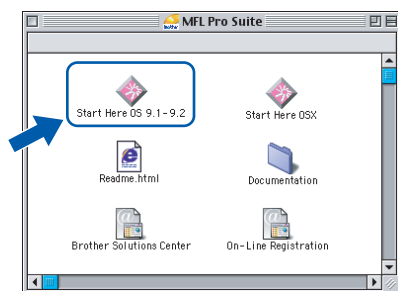 MFL Pro Suite
Start Here OS 9.1-9.2
Start Here OSX
Readme.html
Documentation
Brother Solutions Center
On-Line Registration